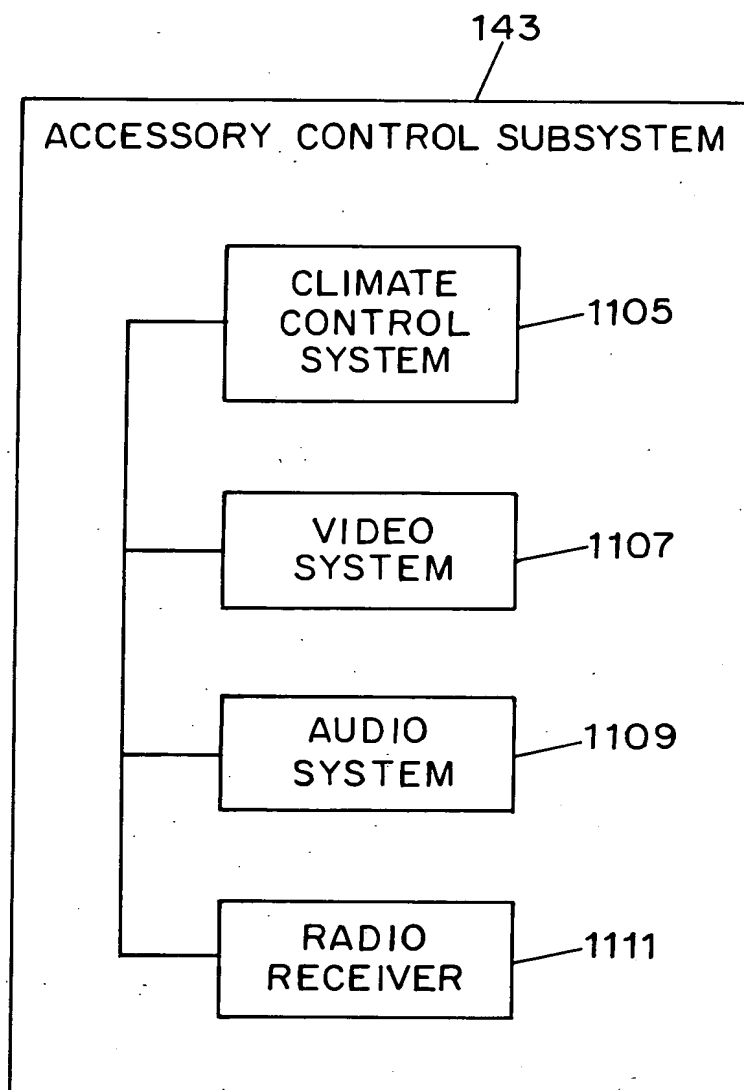 143
ACCESSORY CONTROL SUBSYSTEM
CLIMATE
CONTROL
SYSTEM
1105
VIDEO
SYSTEM
1107
AUDIO
SYSTEM
1109
RADIO
RECEIVER
1111